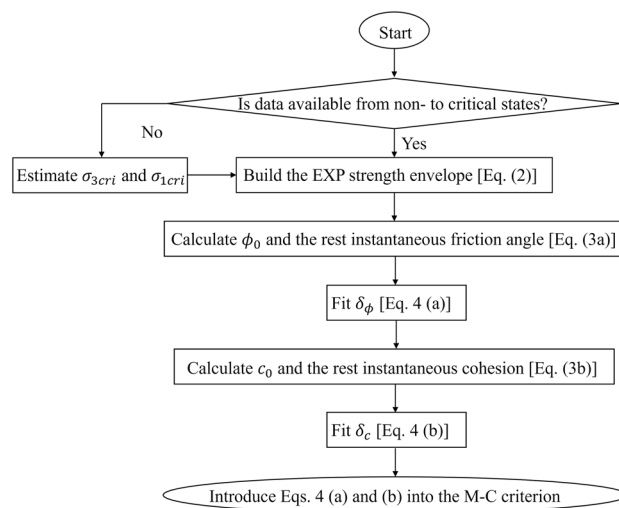 Start
Is data available from non- to critical states?
No
Yes
Estimate σ₃cri and σ₁cri
Build the EXP strength envelope [Eq. (2)]
Calculate ϕ₀ and the rest instantaneous friction angle [Eq. (3a)]
Fit δ_ϕ [Eq. 4 (a)]
Calculate c₀ and the rest instantaneous cohesion [Eq. (3b)]
Fit δ_c [Eq. 4 (b)]
Introduce Eqs. 4 (a) and (b) into the M-C criterion